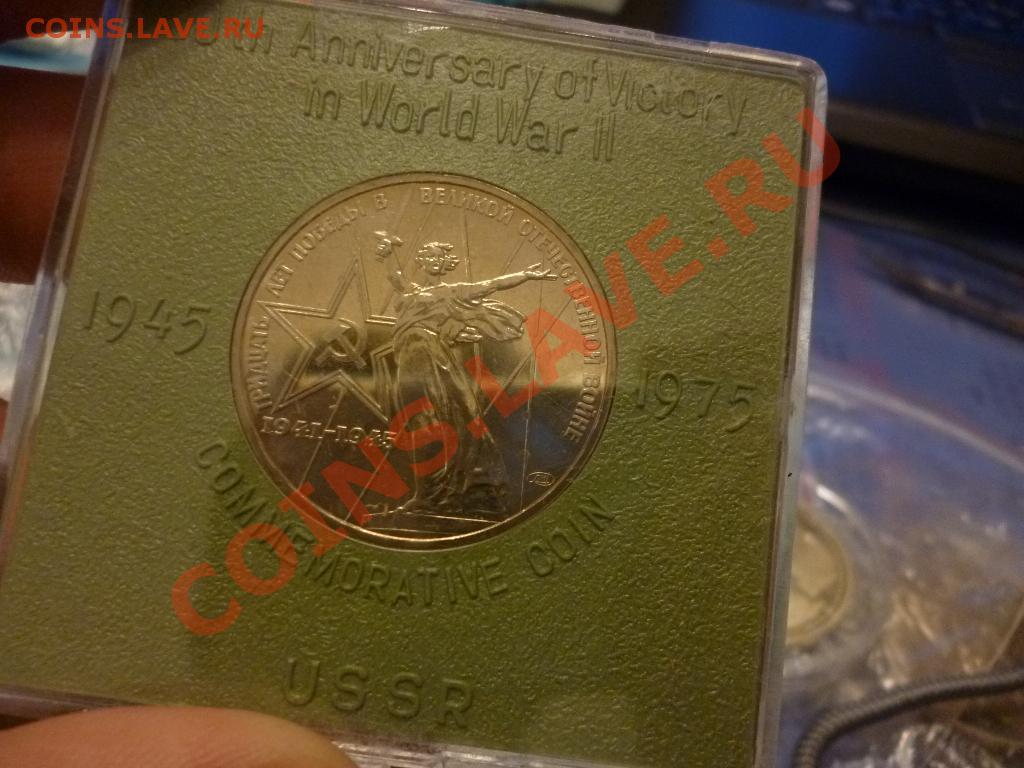 COINS.LAVE.RU
Anniversary of Victory
in World War II
ТРИДЦАТЬ ЛЕТ ПОБЕДЫ В ВЕЛИКОЙ ОТЕЧЕСТВЕННОЙ ВОЙНЕ
1945
1975
1941-1945
COMMEMORATIVE COIN
USSR
COINS.LAVE.RU